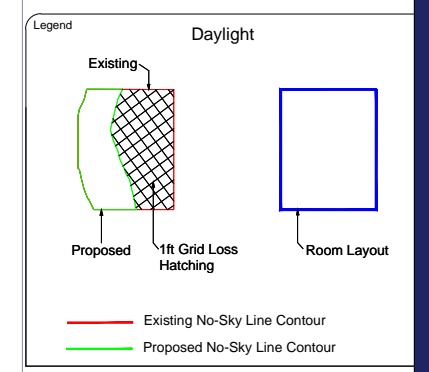 Legend
Daylight
Existing
Proposed
1ft Grid Loss
Hatching
Room Layout
Existing No-Sky Line Contour
Proposed No-Sky Line Contour